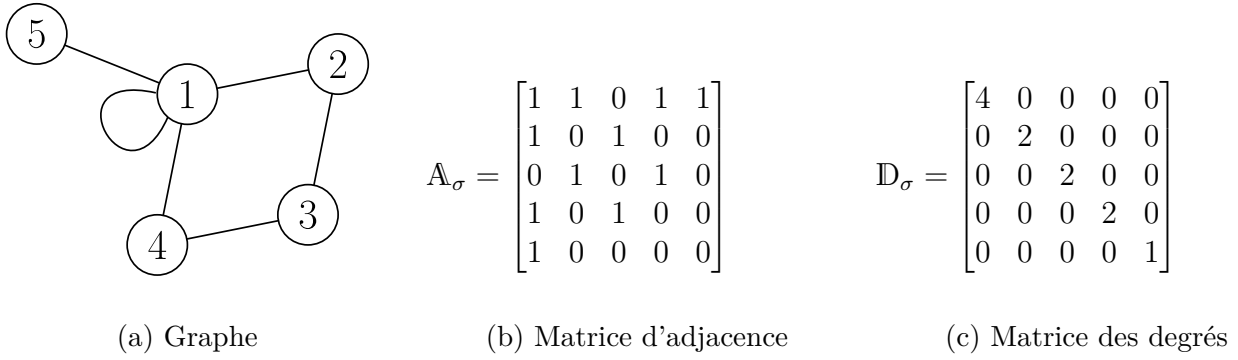 5
1
2
3
4
𝔸σ = [1 1 0 1 1
1 0 1 0 0
0 1 0 1 0
1 0 1 0 0
1 0 0 0 0]
𝔻σ = [4 0 0 0 0
0 2 0 0 0
0 0 2 0 0
0 0 0 2 0
0 0 0 0 1]
(a) Graphe
(b) Matrice d'adjacence
(c) Matrice des degrés